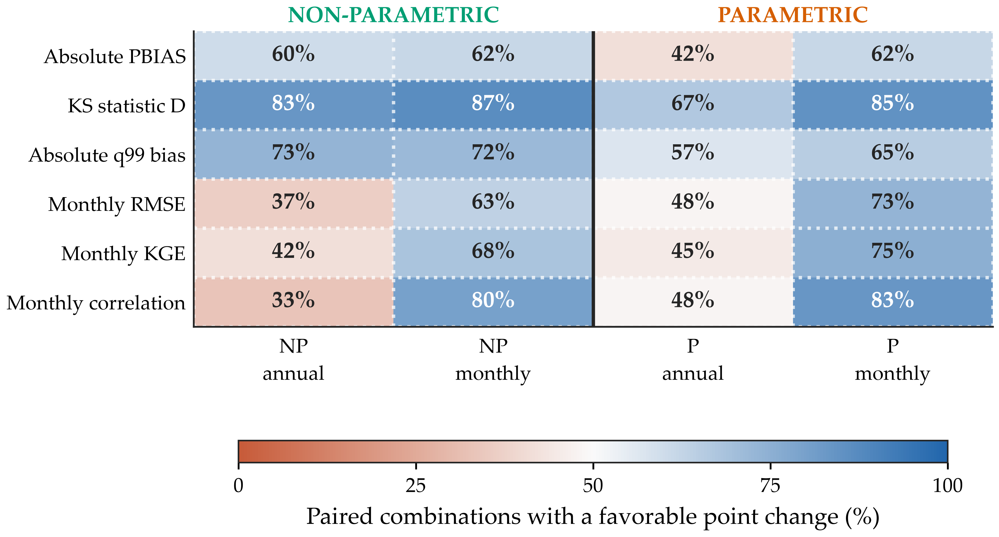 NON-PARAMETRIC PARAMETRIC
Absolute PBIAS 60% 62% 42% 62%
KS statistic D 83% 87% 67% 85%
Absolute q99 bias 73% 72% 57% 65%
Monthly RMSE 37% 63% 48% 73%
Monthly KGE 42% 68% 45% 75%
Monthly correlation 33% 80% 48% 83%
NP NP P P
annual monthly annual monthly
0 25 50 75 100
Paired combinations with a favorable point change (%)